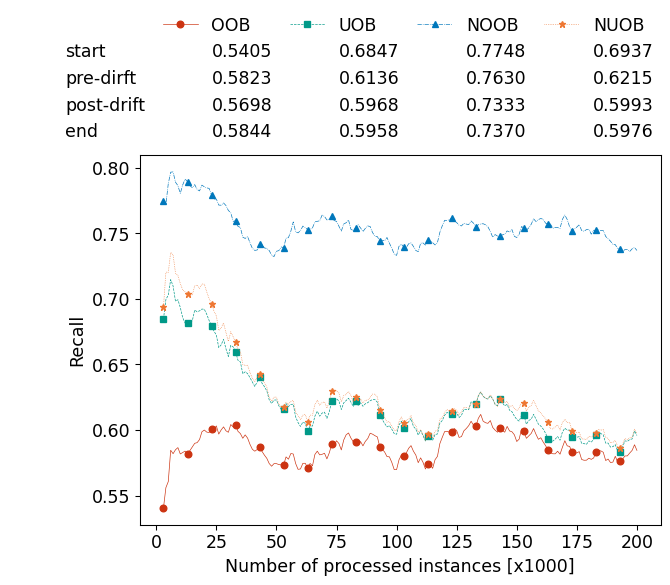 OOB UOB NOOB NUOB
start 0.5405 0.6847 0.7748 0.6937
pre-dirft 0.5823 0.6136 0.7630 0.6215
post-drift 0.5698 0.5968 0.7333 0.5993
end 0.5844 0.5958 0.7370 0.5976
0.80
0.75
0.70
0.65
0.60
0.55
Recall
0 25 50 75 100 125 150 175 200
Number of processed instances [x1000]